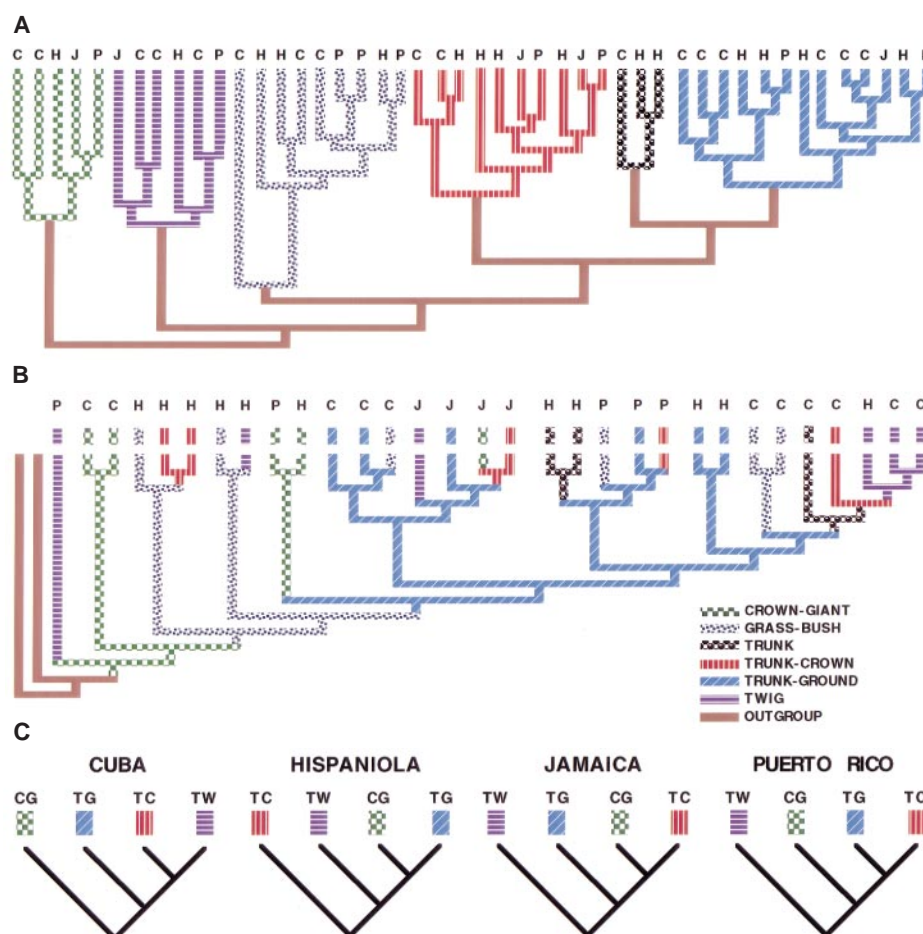 A
C C H J P J C C H C P C H H C C P P H P C C H H H J P H J P C H H C C C H H P H C C C J H
B
P C C H H H H H P H C C C J J J J H H P P P H H C C C C H C C
CROWN-GIANT
GRASS-BUSH
TRUNK
TRUNK-CROWN
TRUNK-GROUND
TWIG
OUTGROUP
C
CUBA HISPANIOLA JAMAICA PUERTO RICO
CG TG TC TW TC TW CG TG TW TG CG TC TW CG TG TC